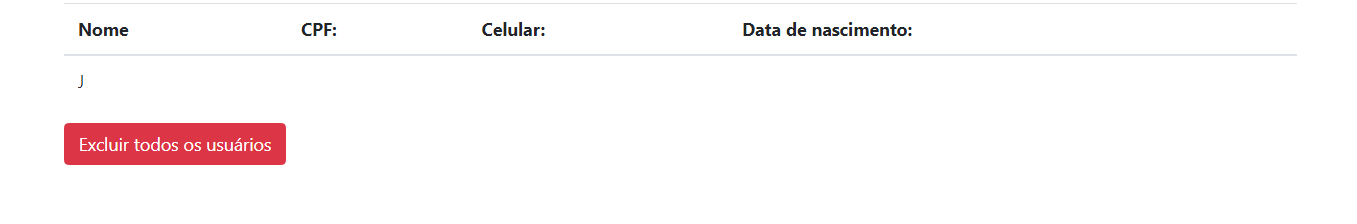 Nome CPF: Celular: Data de nascimento:
J
Excluir todos os usuários